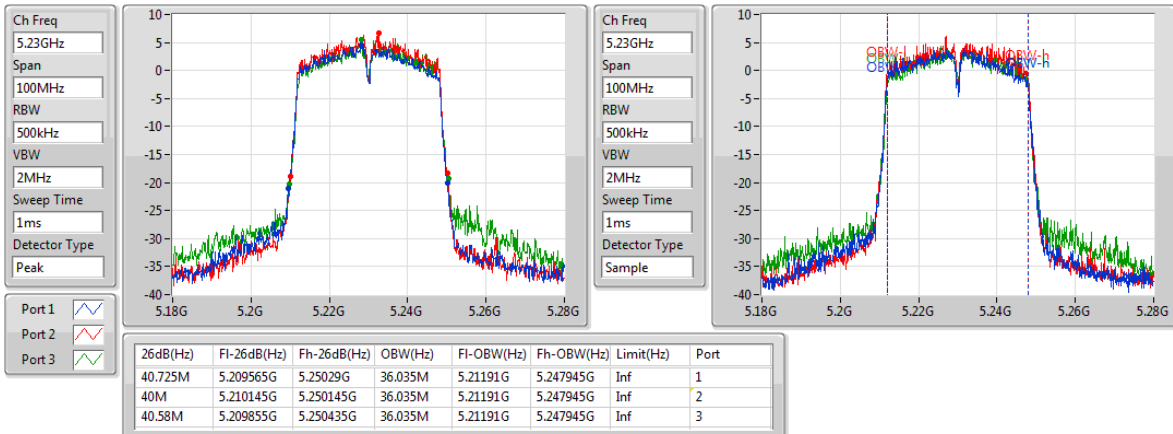 Ch Freq
5.23GHz
Span
100MHz
RBW
500kHz
VBW
2MHz
Sweep Time
1ms
Detector Type
Peak
10
5
0
-5
-10
-15
-20
-25
-30
-35
-40
5.18G
5.2G
5.22G
5.24G
5.26G
5.28G
Port 1
Port 2
Port 3
Ch Freq
5.23GHz
Span
100MHz
RBW
500kHz
VBW
2MHz
Sweep Time
1ms
Detector Type
Sample
10
5
0
-5
-10
-15
-20
-25
-30
-35
-40
OBW-l
OBW-h
5.18G
5.2G
5.22G
5.24G
5.26G
5.28G
26dB(Hz) Fl-26dB(Hz) Fh-26dB(Hz) OBW(Hz) Fl-OBW(Hz) Fh-OBW(Hz) Limit(Hz) Port
40.725M 5.209565G 5.25029G 36.035M 5.21191G 5.247945G Inf 1
40M 5.210145G 5.250145G 36.035M 5.21191G 5.247945G Inf 2
40.58M 5.209855G 5.250435G 36.035M 5.21191G 5.247945G Inf 3